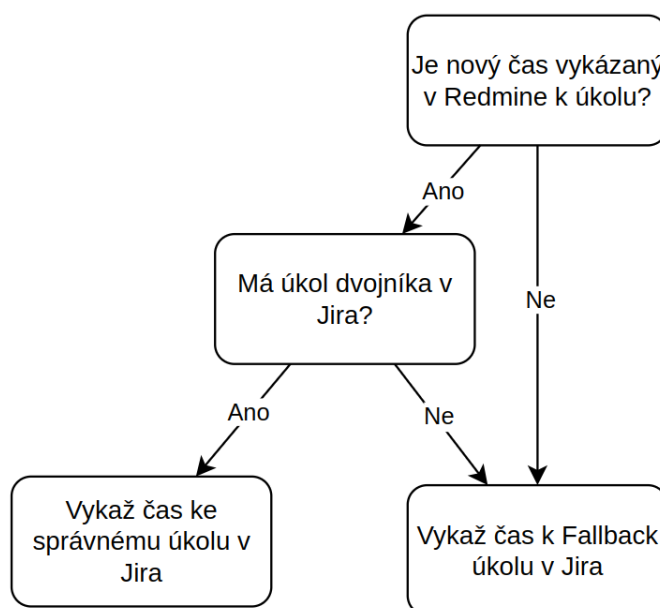 Je nový čas vykázaný
v Redmine k úkolu?
Ano
Má úkol dvojníka v
Jira?
Ne
Ano
Ne
Vykaž čas ke
správnému úkolu v
Jira
Vykaž čas k Fallback
úkolu v Jira